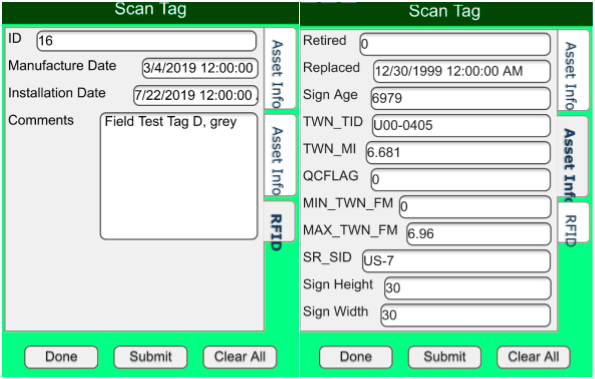 Scan Tag
ID 16
Manufacture Date 3/4/2019 12:00:00
Installation Date 7/22/2019 12:00:00
Comments Field Test Tag D, grey
Asset Info
Asset Info
RFID
Done Submit Clear All
Scan Tag
Retired 0
Replaced 12/30/1999 12:00:00 AM
Sign Age 6979
TWN_TID U00-0405
TWN_MI 6.681
QCFLAG 0
MIN_TWN_FM 0
MAX_TWN_FM 6.96
SR_SID US-7
Sign Height 30
Sign Width 30
Asset Info
Asset Info
RFID
Done Submit Clear All